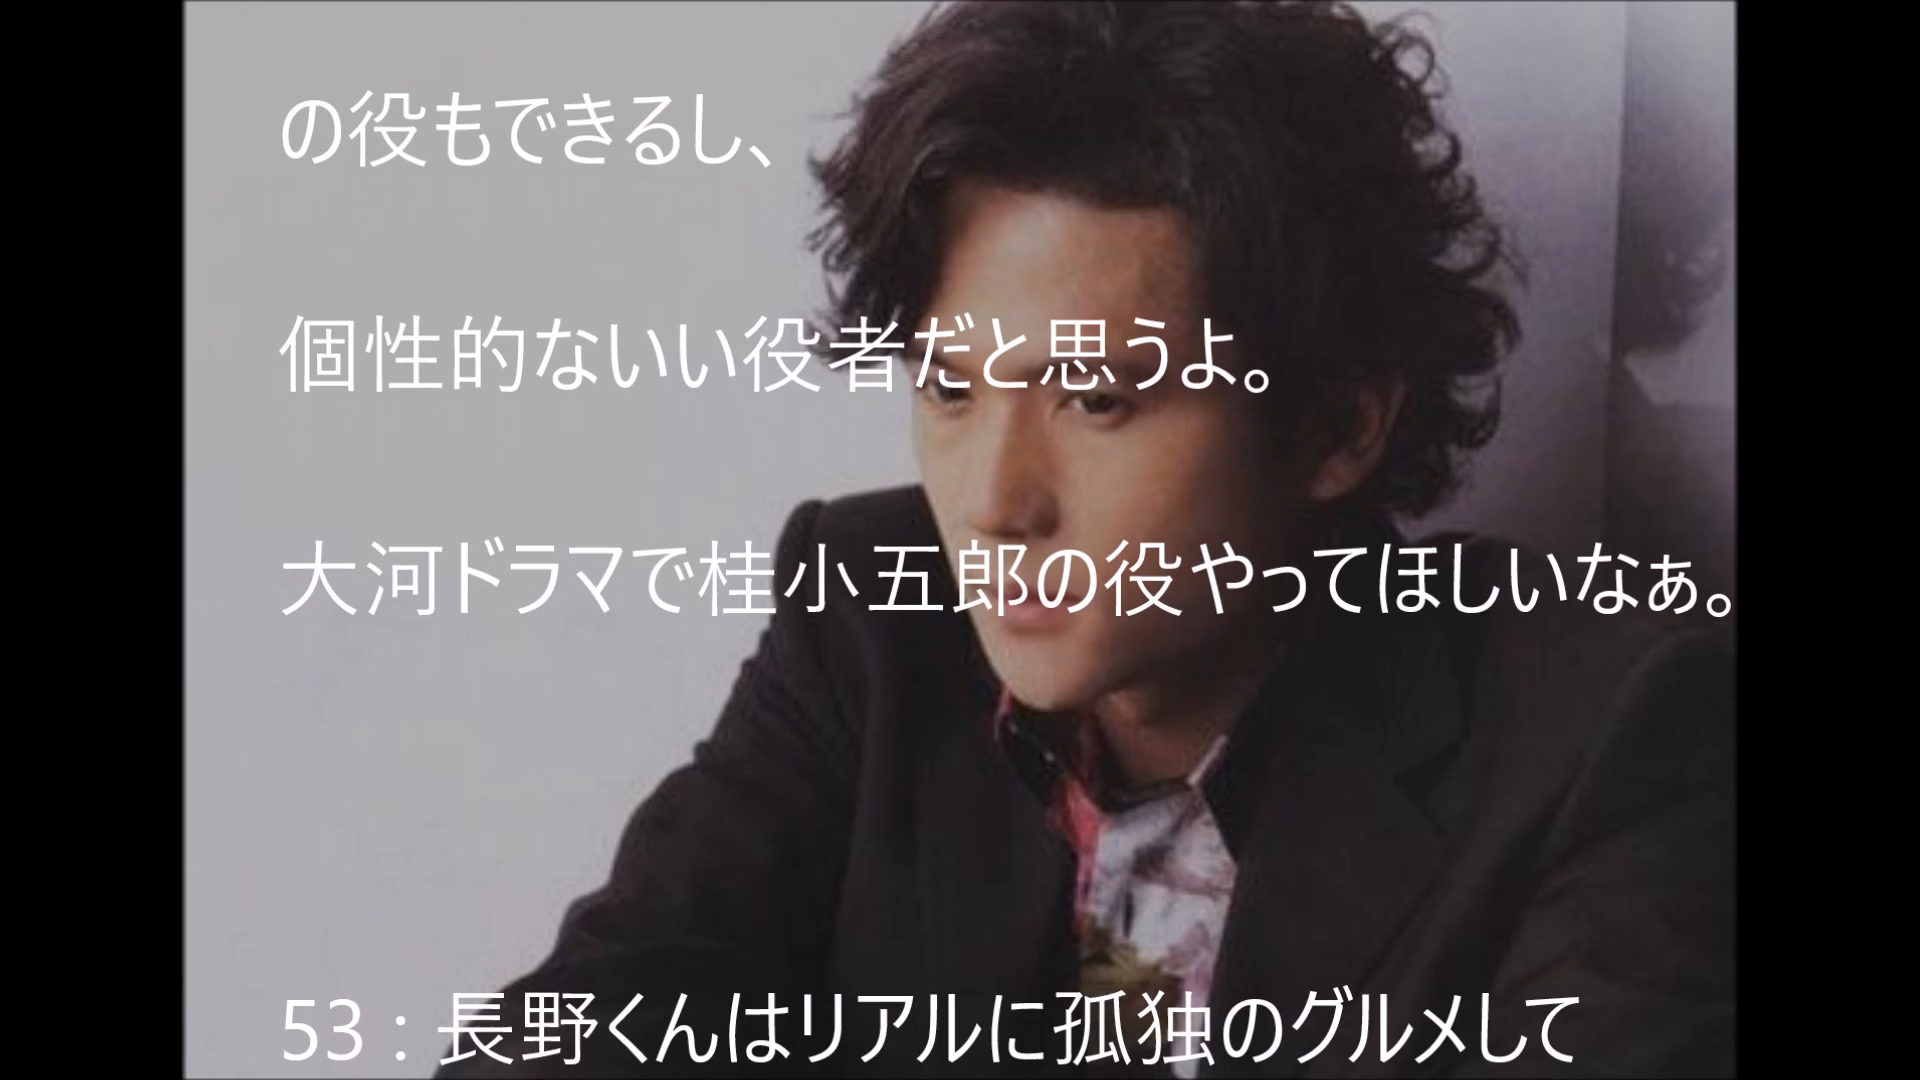 の役もできるし、
個性的ないい役者だと思うよ。
大河ドラマで桂小五郎の役やってほしいなぁ。
53：長野くんはリアルに孤独のグルメして